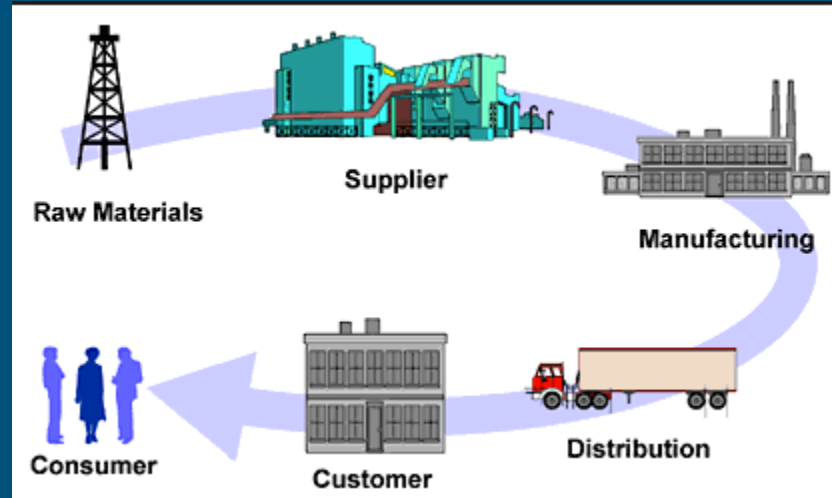 Raw Materials
Supplier
Manufacturing
Distribution
Customer
Consumer